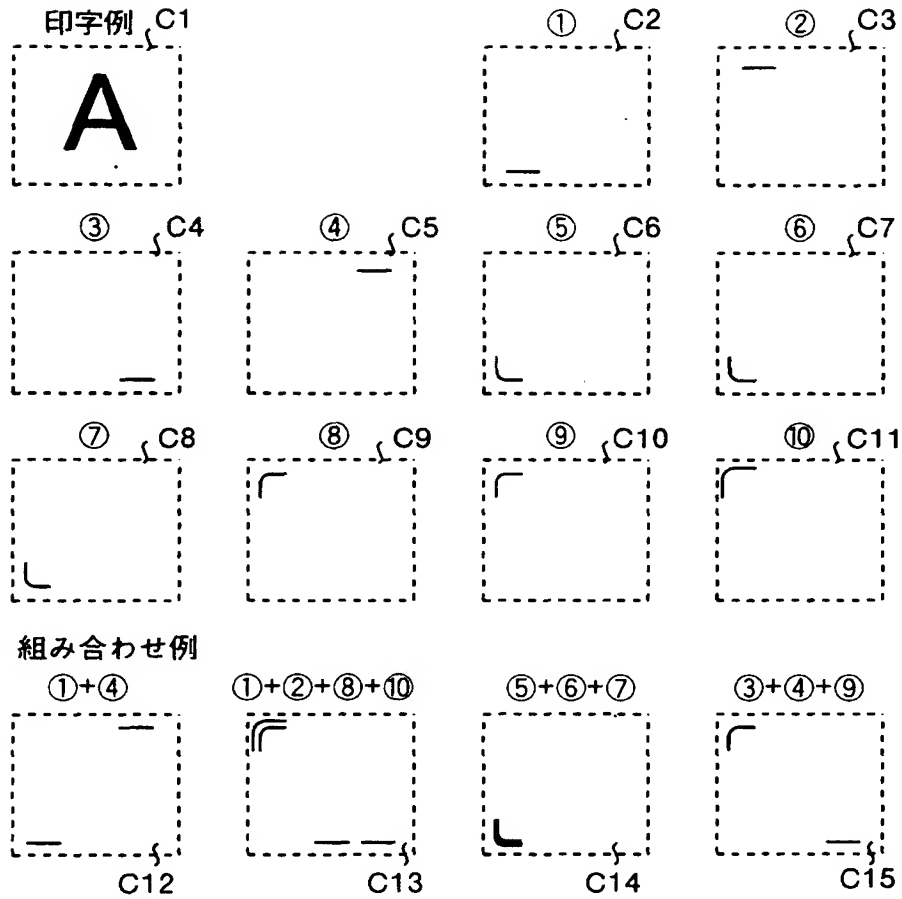 印字例 C1 ① C2 ② C3
A
③ C4 ④ C5 ⑤ C6 ⑥ C7
⑦ C8 ⑧ C9 ⑨ C10 ⑩ C11
組み合わせ例
①+④ ①+②+⑧+⑩ ⑤+⑥+⑦ ③+④+⑨
C12 C13 C14 C15